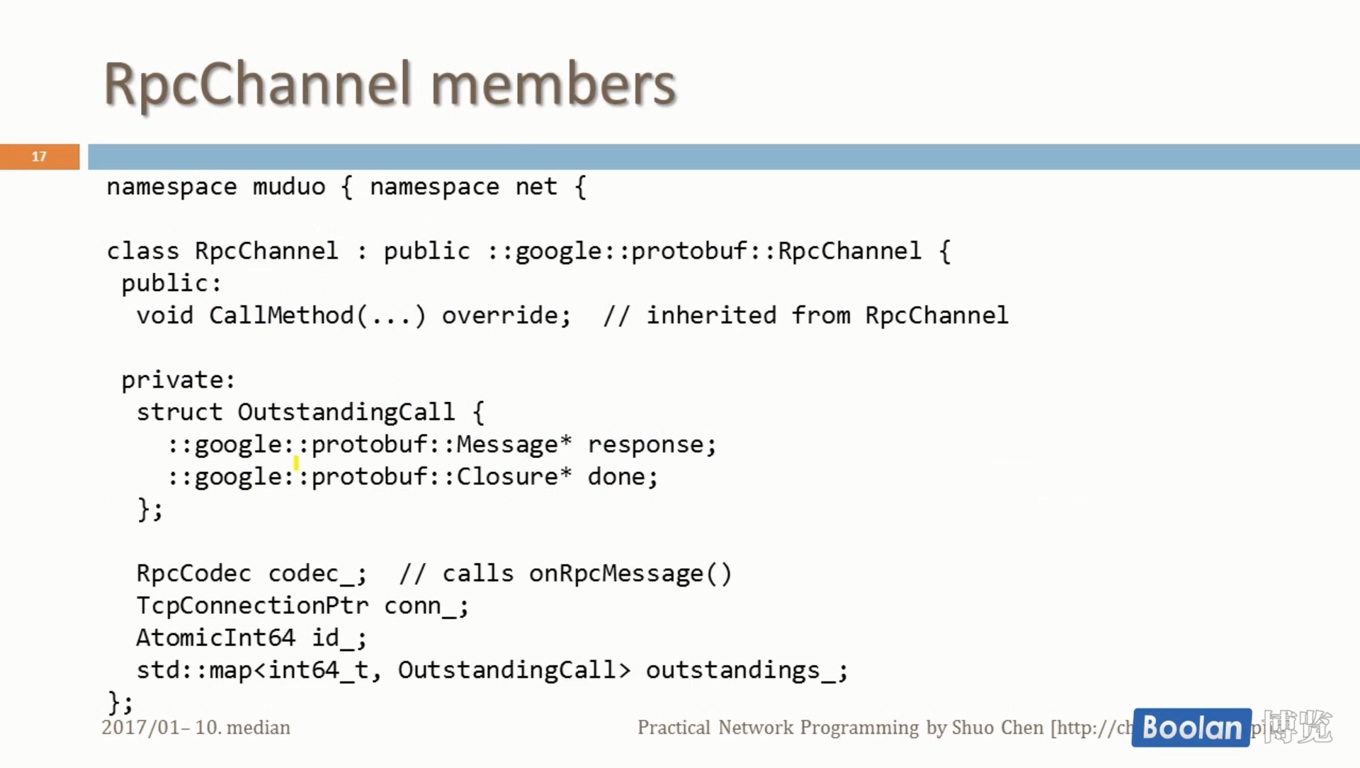 RpcChannel members
17
namespace muduo { namespace net {
class RpcChannel : public ::google::protobuf::RpcChannel {
public:
void CallMethod(...) override;  // inherited from RpcChannel
private:
struct OutstandingCall {
::google::protobuf::Message* response;
::google::protobuf::Closure* done;
};
RpcCodec codec_;  // calls onRpcMessage()
TcpConnectionPtr conn_;
AtomicInt64 id_;
std::map<int64_t, OutstandingCall> outstandings_;
};
2017/01– 10. median
Practical Network Programming by Shuo Chen [http://ch
Boolan 博览